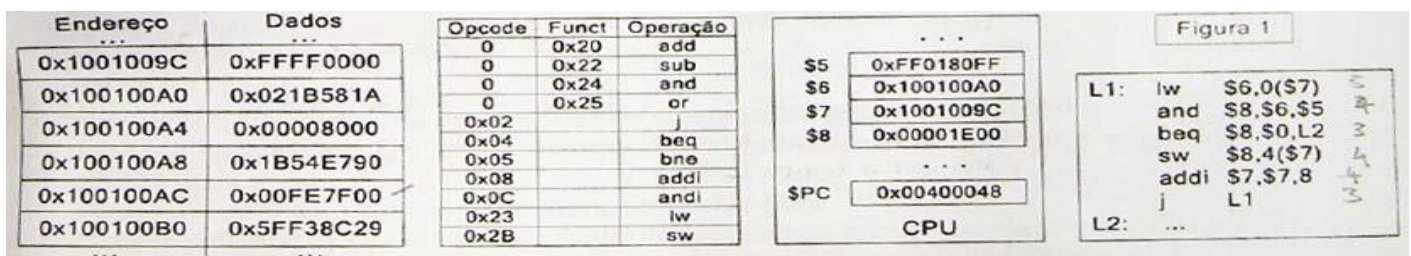 Endereço Dados
... ...
0x1001009C 0xFFFF0000
0x100100A0 0x021B581A
0x100100A4 0x00008000
0x100100A8 0x1B54E790
0x100100AC 0x00FE7F00
0x100100B0 0x5FF38C29
... ...
Opcode Funct Operação
0 0x20 add
0 0x22 sub
0 0x24 and
0 0x25 or
0x02 j
0x04 beq
0x05 bne
0x08 addi
0x0C andi
0x23 lw
0x2B sw
...
$5 0xFF0180FF
$6 0x100100A0
$7 0x1001009C
$8 0x00001E00
...
$PC 0x00400048
CPU
Figura 1
L1: lw $6,0($7) 5
and $8,$6,$5
beq $8,$0,L2 3
sw $8,4($7) 4
addi $7,$7,8
j L1 3
L2: ...